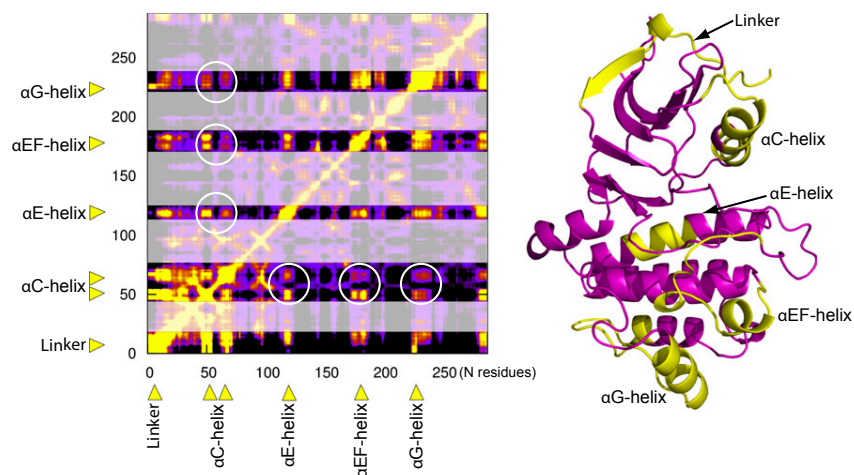 250
αG-helix
200
αEF-helix
150
αE-helix
100
αC-helix
50
Linker
0
0 50 100 150 200 250 (N residues)
Linker
αC-helix
αE-helix
αEF-helix
αG-helix
Linker
αC-helix
αE-helix
αEF-helix
αG-helix